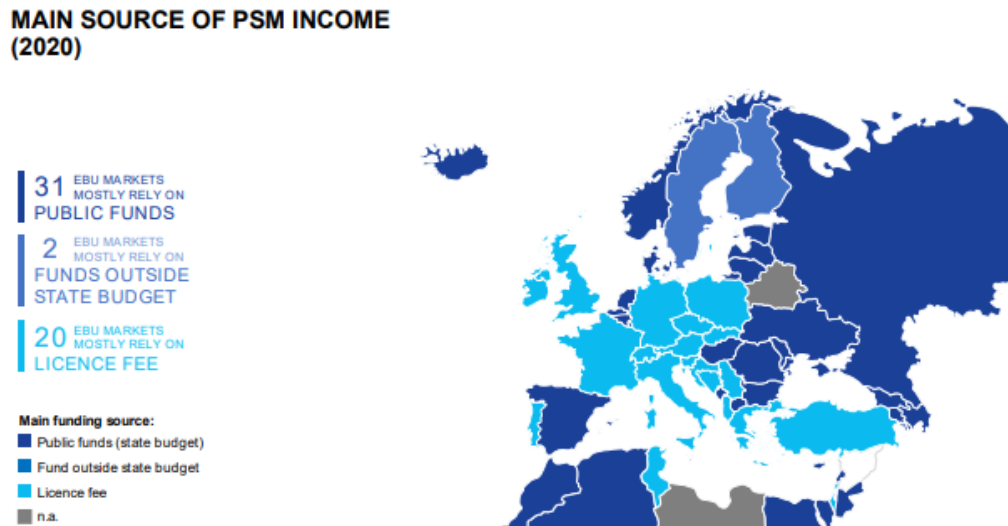 MAIN SOURCE OF PSM INCOME
(2020)
31 EBU MARKETS
MOSTLY RELY ON
PUBLIC FUNDS
2 EBU MARKETS
MOSTLY RELY ON
FUNDS OUTSIDE
STATE BUDGET
20 EBU MARKETS
MOSTLY RELY ON
LICENCE FEE
Main funding source:
Public funds (state budget)
Fund outside state budget
Licence fee
n.a.